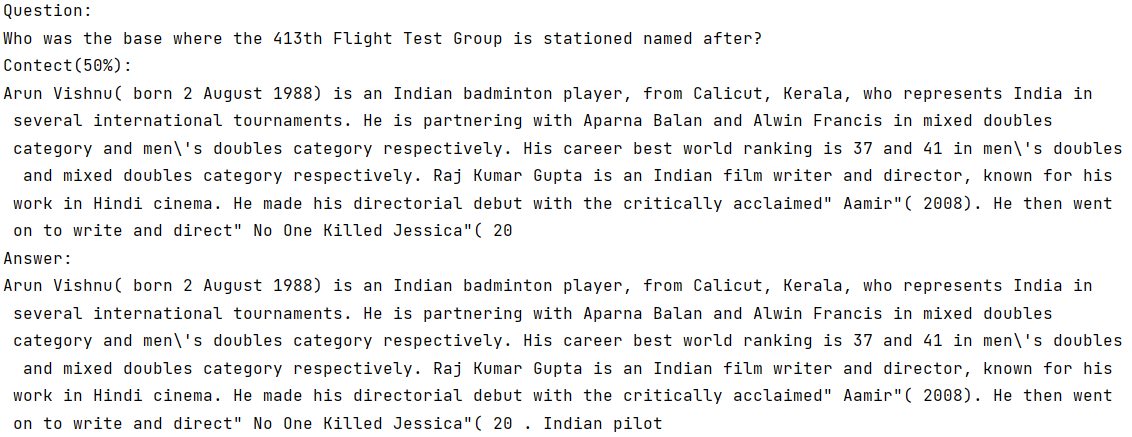 Question:
Who was the base where the 413th Flight Test Group is stationed named after?
Contect(50%):
Arun Vishnu( born 2 August 1988) is an Indian badminton player, from Calicut, Kerala, who represents India in
several international tournaments. He is partnering with Aparna Balan and Alwin Francis in mixed doubles
category and men\'s doubles category respectively. His career best world ranking is 37 and 41 in men\'s doubles
and mixed doubles category respectively. Raj Kumar Gupta is an Indian film writer and director, known for his
work in Hindi cinema. He made his directorial debut with the critically acclaimed" Aamir"( 2008). He then went
on to write and direct" No One Killed Jessica"( 20
Answer:
Arun Vishnu( born 2 August 1988) is an Indian badminton player, from Calicut, Kerala, who represents India in
several international tournaments. He is partnering with Aparna Balan and Alwin Francis in mixed doubles
category and men\'s doubles category respectively. His career best world ranking is 37 and 41 in men\'s doubles
and mixed doubles category respectively. Raj Kumar Gupta is an Indian film writer and director, known for his
work in Hindi cinema. He made his directorial debut with the critically acclaimed" Aamir"( 2008). He then went
on to write and direct" No One Killed Jessica"( 20 . Indian pilot